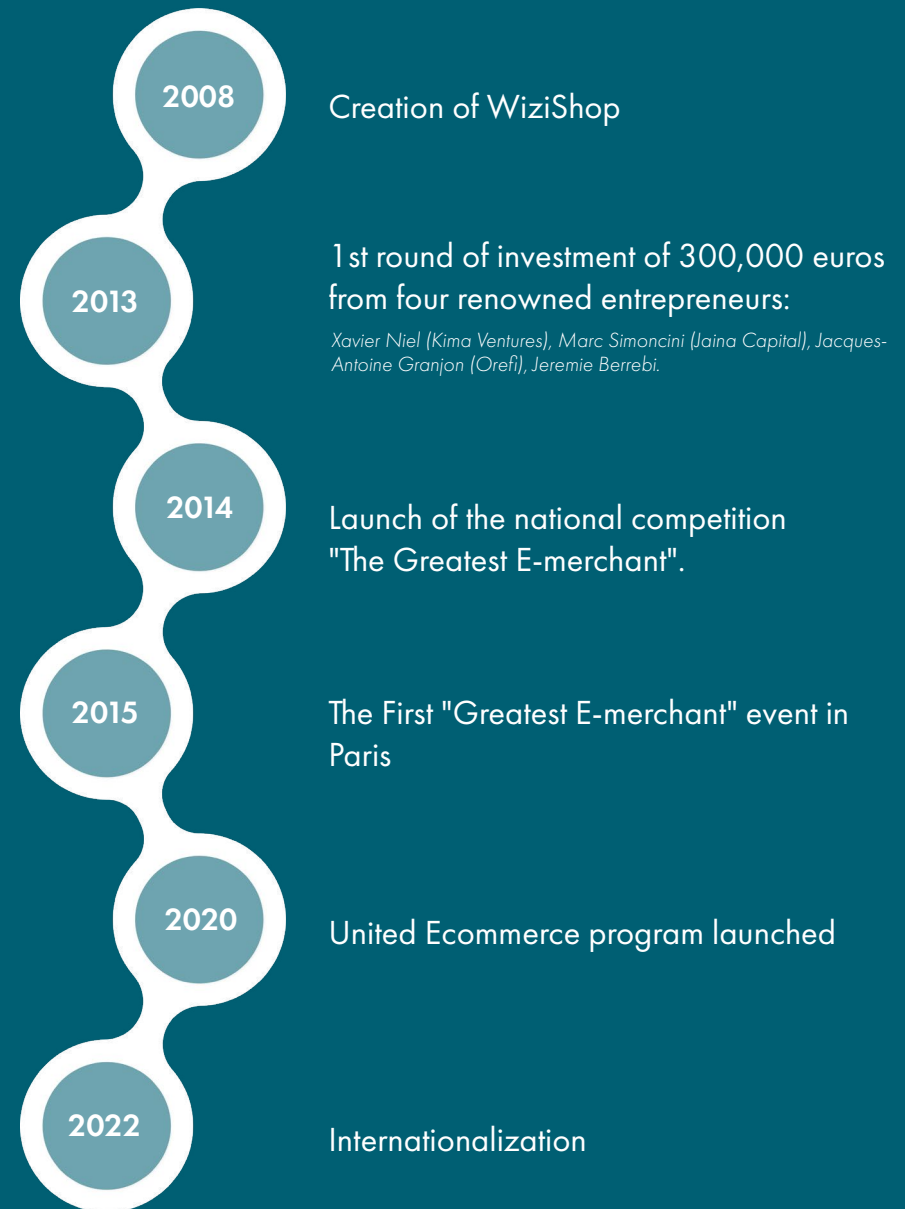 2008
Creation of WiziShop
2013
1st round of investment of 300,000 euros
from four renowned entrepreneurs:
Xavier Niel (Kima Ventures), Marc Simoncini (Jaina Capital), Jacques-
Antoine Granjon (Orefi), Jeremie Berrebi.
2014
Launch of the national competition
"The Greatest E-merchant".
2015
The First "Greatest E-merchant" event in
Paris
2020
United Ecommerce program launched
2022
Internationalization